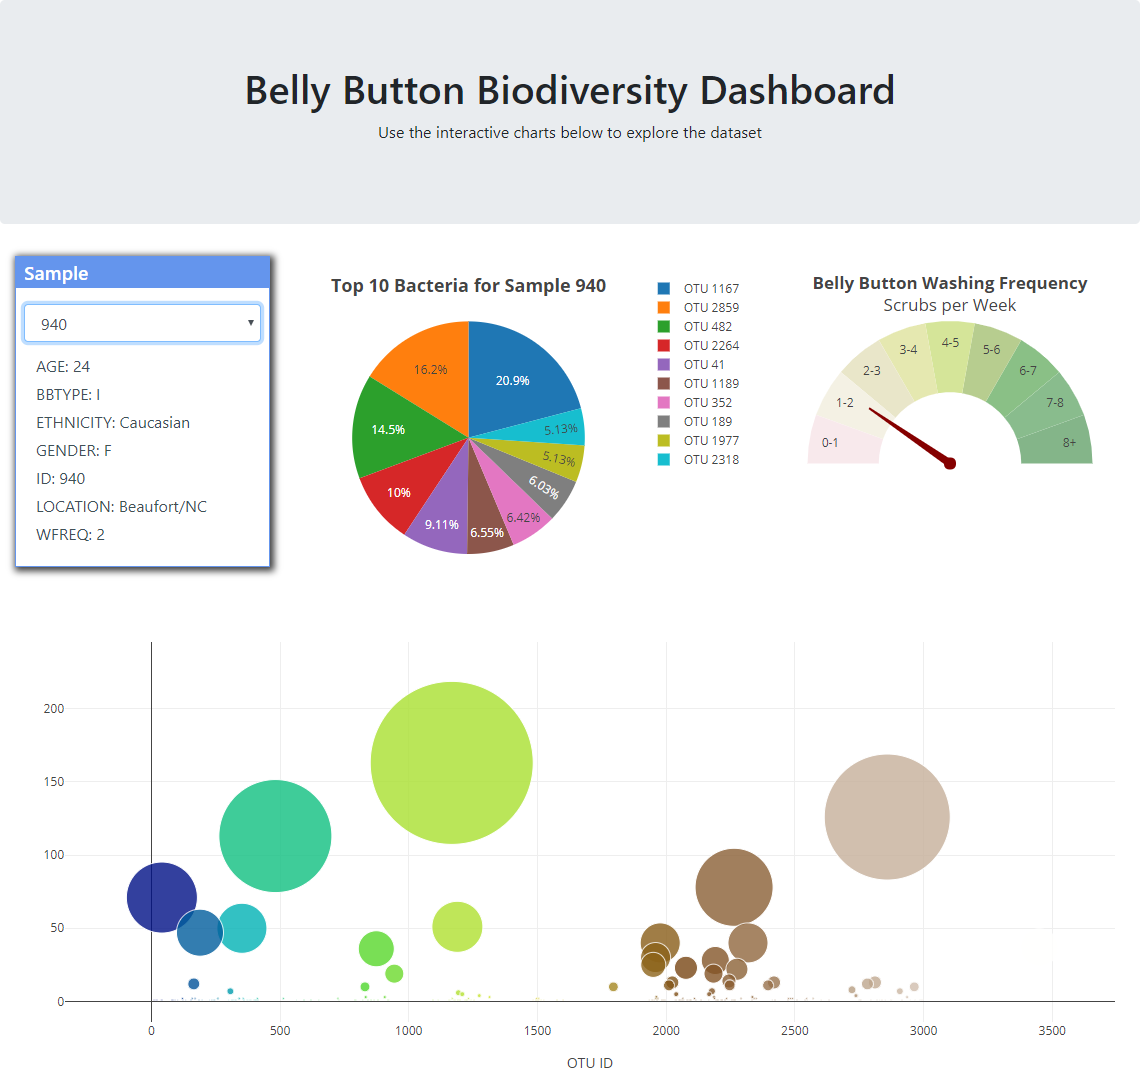 Belly Button Biodiversity Dashboard
Use the interactive charts below to explore the dataset
Sample
940
AGE: 24
BBTYPE: I
ETHNICITY: Caucasian
GENDER: F
ID: 940
LOCATION: Beaufort/NC
WFREQ: 2
Top 10 Bacteria for Sample 940
20.9%
16.2%
14.5%
10%
9.11%
6.55%
6.42%
6.03%
5.13%
5.13%
OTU 1167
OTU 2859
OTU 482
OTU 2264
OTU 41
OTU 1189
OTU 352
OTU 189
OTU 1977
OTU 2318
Belly Button Washing Frequency
Scrubs per Week
0-1
1-2
2-3
3-4
4-5
5-6
6-7
7-8
8+
200
150
100
50
0
0 500 1000 1500 2000 2500 3000 3500
OTU ID